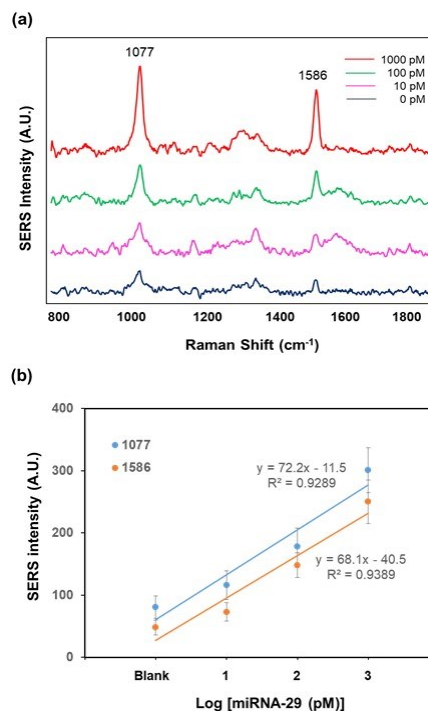 (a)
1077
1586
1000 pM
100 pM
10 pM
0 pM
SERS Intensity (A.U.)
800 1000 1200 1400 1600 1800
Raman Shift (cm-1)
(b)
400
300
200
100
0
1077
1586
y = 72.2x - 11.5
R² = 0.9289
y = 68.1x - 40.5
R² = 0.9389
SERS intensity (A.U.)
Blank 1 2 3
Log [miRNA-29 (pM)]